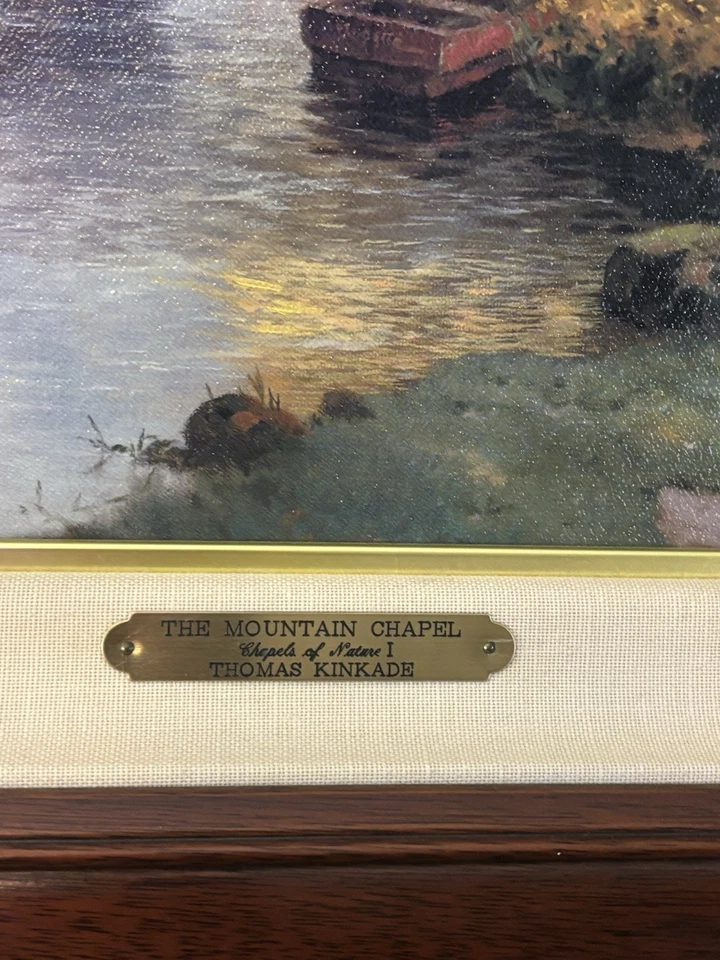 THE MOUNTAIN CHAPEL
Chapels of Nature I
THOMAS KINKADE